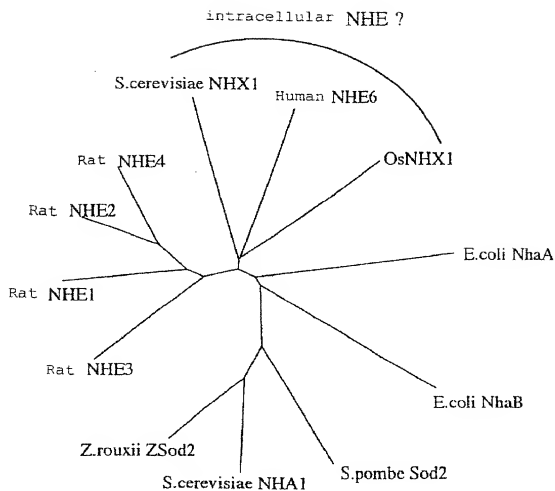 intracellular NHE ?
S.cerevisiae NHX1
Human NHE6
OsNHX1
Rat NHE4
Rat NHE2
Rat NHE1
Rat NHE3
E.coli NhaA
E.coli NhaB
Z.rouxii ZSod2
S.cerevisiae NHA1
S.pombe Sod2